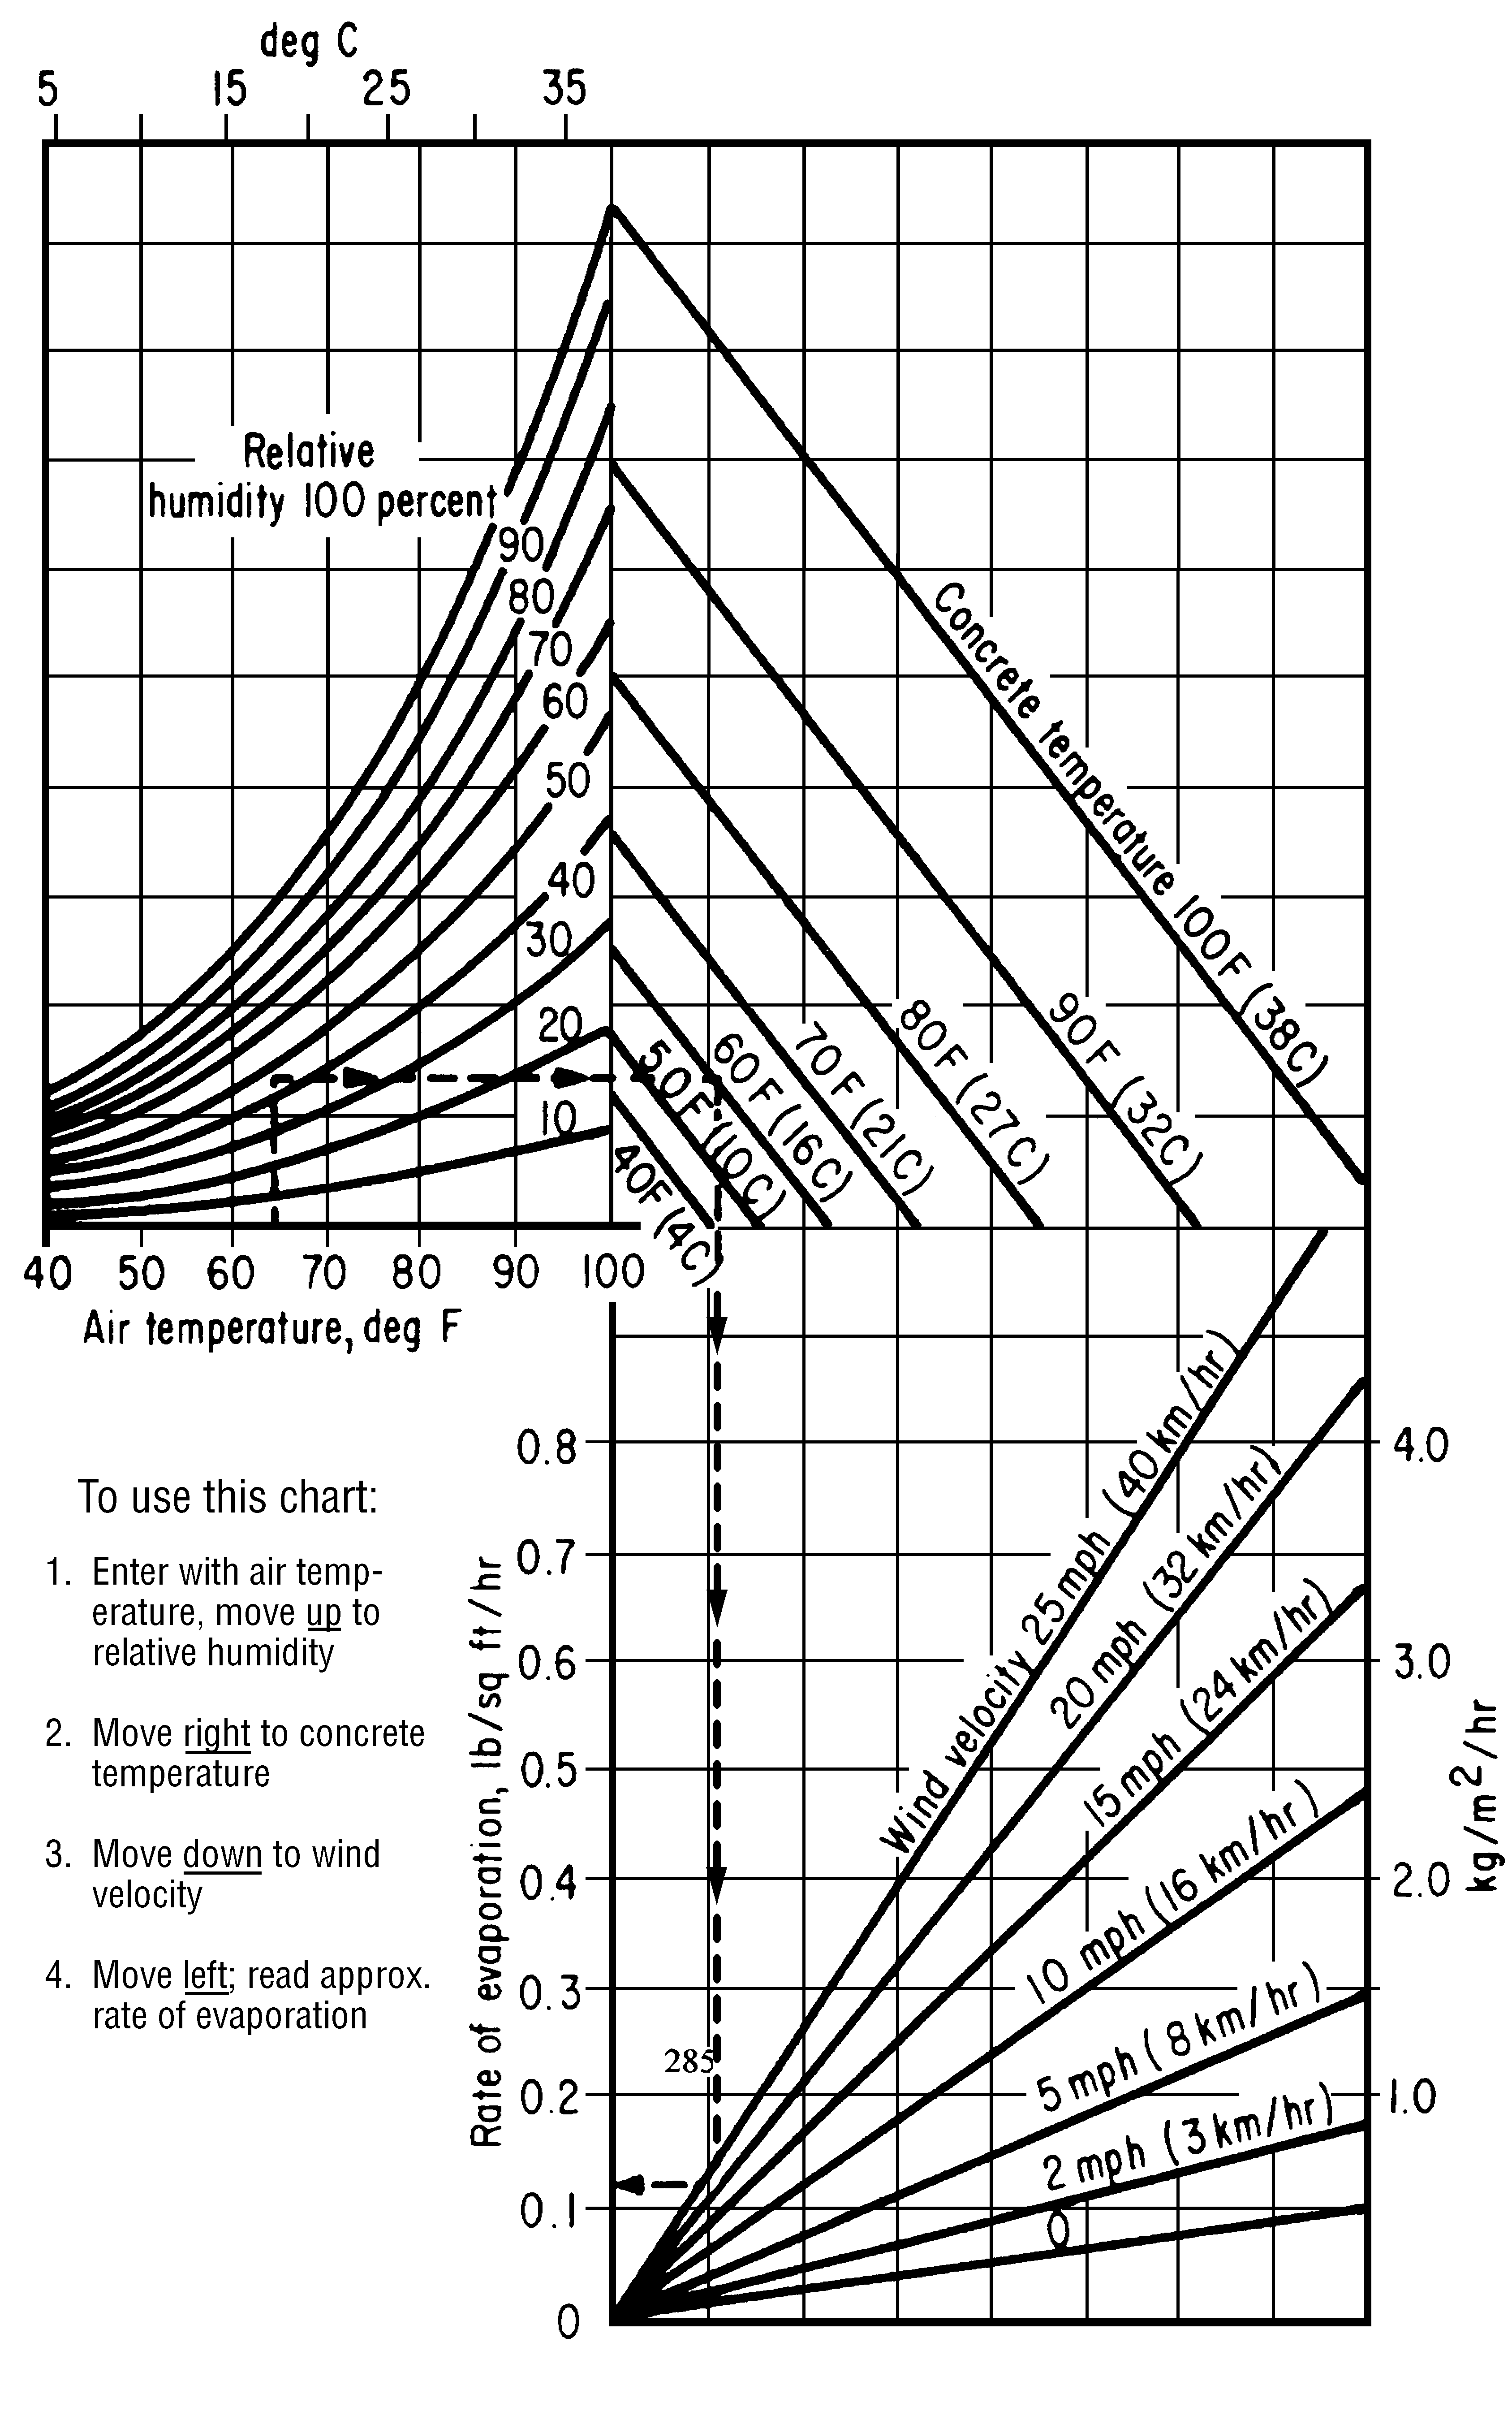 deg C
5 15 25 35
Relative
humidity 100 percent
90
80
70
60
50
40
30
20
10
Concrete temperature 100F (38C)
90F (32C)
80F (27C)
70F (21C)
60F (16C)
50F (10C)
40F (4C)
40 50 60 70 80 90 100
Air temperature, deg F
To use this chart:
1. Enter with air temp-
erature, move up to
relative humidity
2. Move right to concrete
temperature
3. Move down to wind
velocity
4. Move left; read approx.
rate of evaporation
Rate of evaporation, lb/sq ft/hr
0.8
0.7
0.6
0.5
0.4
0.3
0.2
0.1
0
285
Wind velocity 25mph (40 km/hr)
20 mph (32 km/hr)
15 mph (24 km/hr)
10 mph (16 km/hr)
5 mph (8 km/hr)
2 mph (3 km/hr)
0
4.0
3.0
2.0
1.0
kg/m2/hr